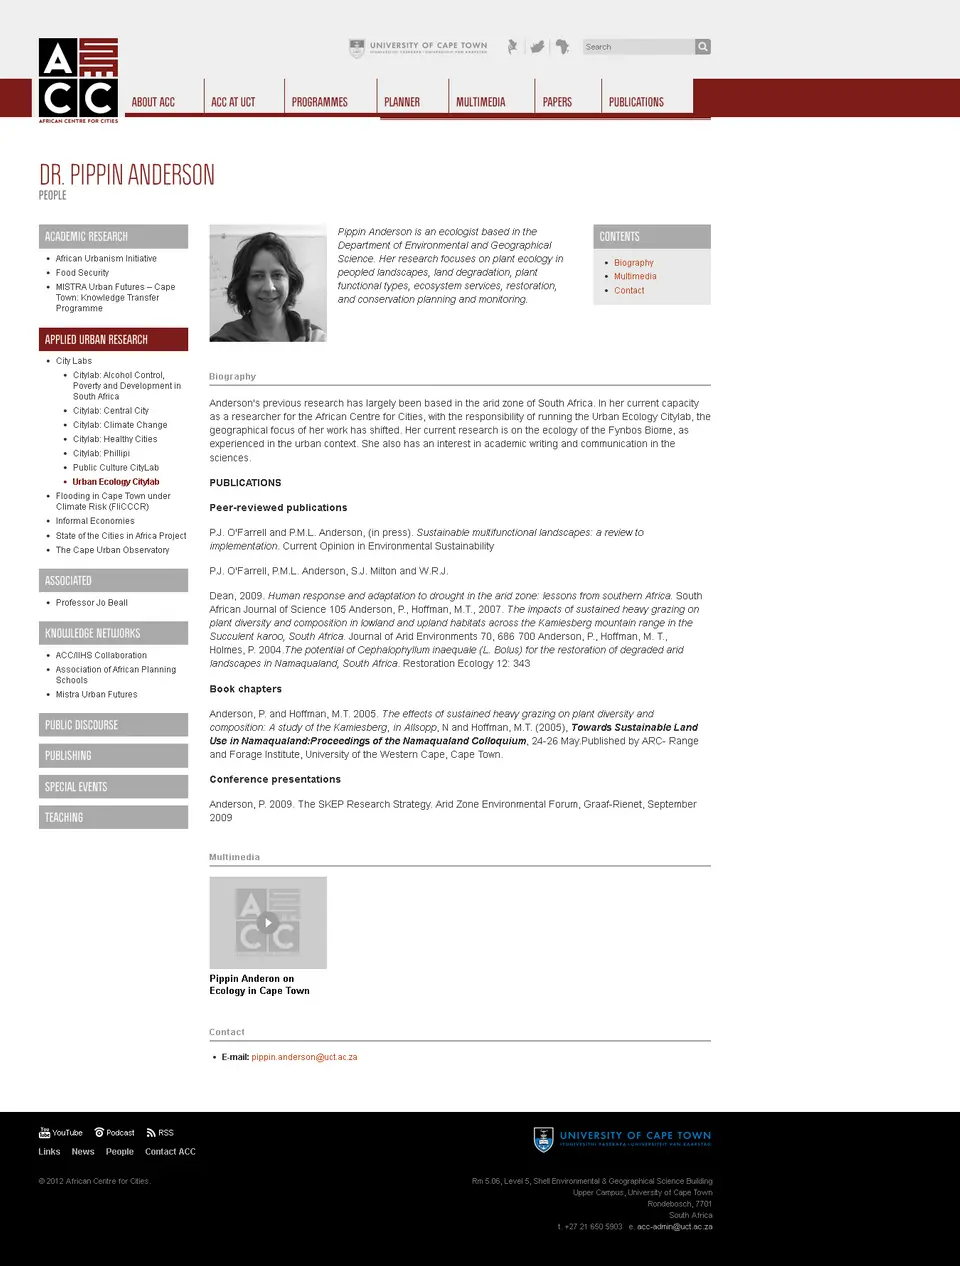 A
CC
AFRICAN CENTRE FOR CITIES
UNIVERSITY OF CAPE TOWN
Search
ABOUT ACC
ACC AT UCT
PROGRAMMES
PLANNER
MULTIMEDIA
PAPERS
PUBLICATIONS
DR. PIPPIN ANDERSON
PEOPLE
ACADEMIC RESEARCH
African Urbanism Initiative
Food Security
MISTRA Urban Futures – Cape
Town: Knowledge Transfer
Programme
APPLIED URBAN RESEARCH
City Labs
Citylab: Alcohol Control,
Poverty and Development in
South Africa
Citylab: Central City
Citylab: Climate Change
Citylab: Healthy Cities
Citylab: Phillipi
Public Culture CityLab
Urban Ecology Citylab
Flooding in Cape Town under
Climate Risk (FliCCCR)
Informal Economies
State of the Cities in Africa Project
The Cape Urban Observatory
ASSOCIATED
Professor Jo Beall
KNOWLEDGE NETWORKS
ACC/IIHS Collaboration
Association of African Planning
Schools
Mistra Urban Futures
PUBLIC DISCOURSE
PUBLISHING
SPECIAL EVENTS
TEACHING
Pippin Anderson is an ecologist based in the
Department of Environmental and Geographical
Science. Her research focuses on plant ecology in
peopled landscapes, land degradation, plant
functional types, ecosystem services, restoration,
and conservation planning and monitoring.
CONTENTS
Biography
Multimedia
Contact
Biography
Anderson's previous research has largely been based in the arid zone of South Africa. In her current capacity
as a researcher for the African Centre for Cities, with the responsibility of running the Urban Ecology Citylab, the
geographical focus of her work has shifted. Her current research is on the ecology of the Fynbos Biome, as
experienced in the urban context. She also has an interest in academic writing and communication in the
sciences.
PUBLICATIONS
Peer-reviewed publications
P.J. O'Farrell and P.M.L. Anderson, (in press). Sustainable multifunctional landscapes: a review to
implementation. Current Opinion in Environmental Sustainability
P.J. O'Farrell, P.M.L. Anderson, S.J. Milton and W.R.J.
Dean, 2009. Human response and adaptation to drought in the arid zone: lessons from southern Africa. South
African Journal of Science 105 Anderson, P., Hoffman, M.T., 2007. The impacts of sustained heavy grazing on
plant diversity and composition in lowland and upland habitats across the Kamiesberg mountain range in the
Succulent karoo, South Africa. Journal of Arid Environments 70, 686 700 Anderson, P., Hoffman, M. T.,
Holmes, P. 2004.The potential of Cephalophyllum inaequale (L. Bolus) for the restoration of degraded arid
landscapes in Namaqualand, South Africa. Restoration Ecology 12: 343
Book chapters
Anderson, P. and Hoffman, M.T. 2005. The effects of sustained heavy grazing on plant diversity and
composition: A study of the Kamiesberg, in Allsopp, N and Hoffman, M.T. (2005), Towards Sustainable Land
Use in Namaqualand:Proceedings of the Namaqualand Colloquium, 24-26 May.Published by ARC- Range
and Forage Institute, University of the Western Cape, Cape Town.
Conference presentations
Anderson, P. 2009. The SKEP Research Strategy. Arid Zone Environmental Forum, Graaf-Rienet, September
2009
Multimedia
A
CC
Pippin Anderon on
Ecology in Cape Town
Contact
E-mail: pippin.anderson@uct.ac.za
YouTube
Podcast
RSS
Links
News
People
Contact ACC
© 2012 African Centre for Cities.
UNIVERSITY OF CAPE TOWN
Rm 5.06, Level 5, Shell Environmental & Geographical Science Building
Upper Campus, University of Cape Town
Rondebosch, 7701
South Africa
t. +27 21 650 5903 e. acc-admin@uct.ac.za